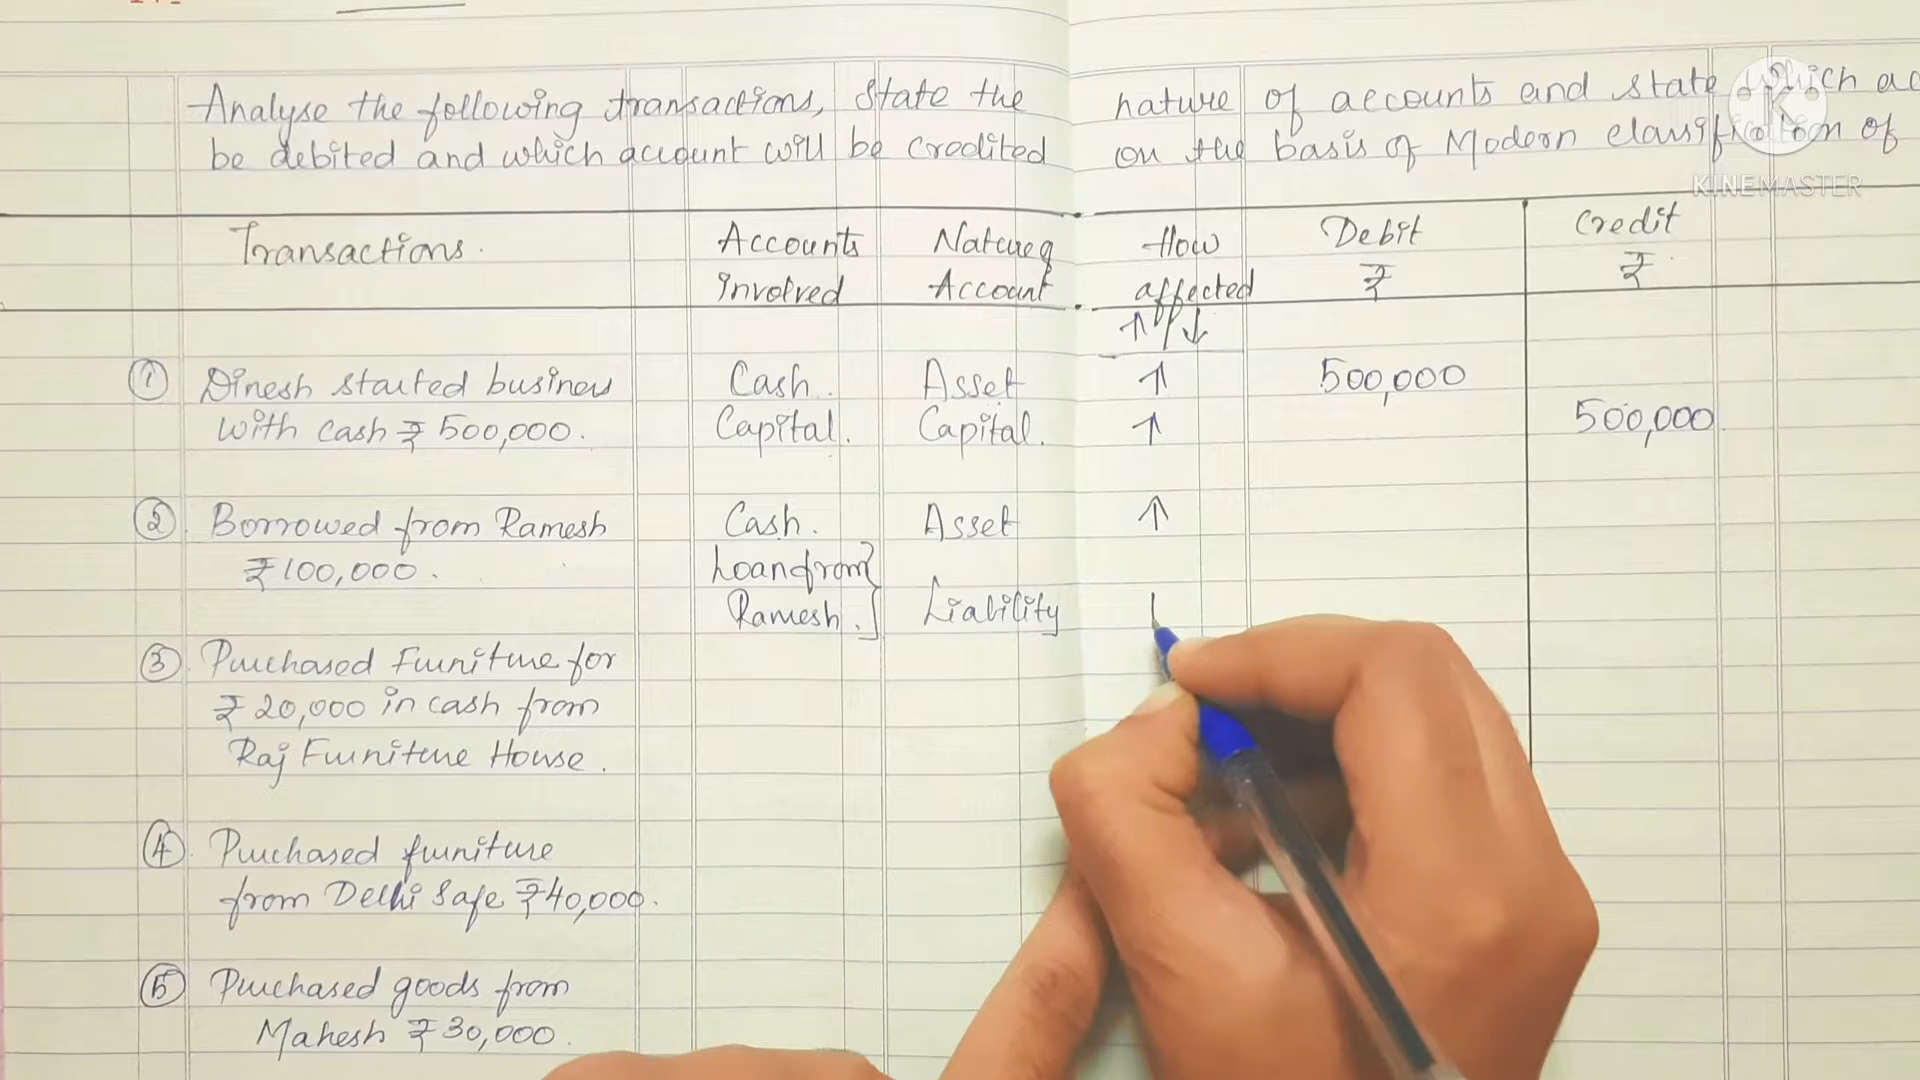 Analyse the following transactions, state the nature of accounts and state which ac
be debited and which account will be credited on the basis of Modern classification of
KINEMASTER
Transactions. Accounts Involved Nature of Account. How affected ↑/↓ Debit ₹ Credit ₹
① Dinesh started business Cash. Asset ↑ 500,000
with cash ₹ 500,000. Capital. Capital. ↑ 500,000
② Borrowed from Ramesh Cash. Asset ↑
₹ 100,000. Loan from
Ramesh. Liability
③ Purchased Furniture for
₹ 20,000 in cash from
Raj Furniture House.
④ Purchased furniture
from Delhi Safe ₹ 40,000.
⑤ Purchased goods from
Mahesh ₹ 30,000.